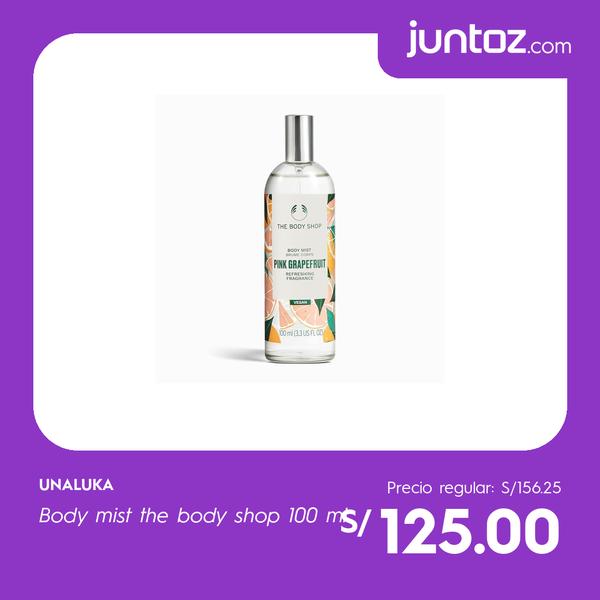 juntoz.com
THE BODY SHOP
BODY MIST
BRUME CORPS
PINK GRAPEFRUIT
REFRESHING
FRAGRANCE
VEGAN
100 ml (3.3 US FL OZ)
UNALUKA
Precio regular: S/156.25
Body mist the body shop 100 ml
S/ 125.00